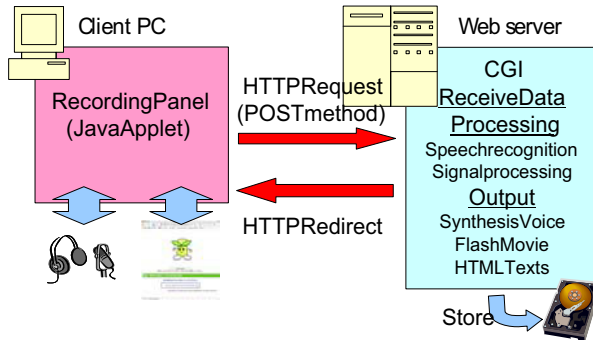 Client PC
RecordingPanel
(JavaApplet)
HTTPRequest
(POSTmethod)
HTTPRedirect
Web server
CGI
ReceiveData
Processing
Speechrecognition
Signalprocessing
Output
SynthesisVoice
FlashMovie
HTMLTexts
Store